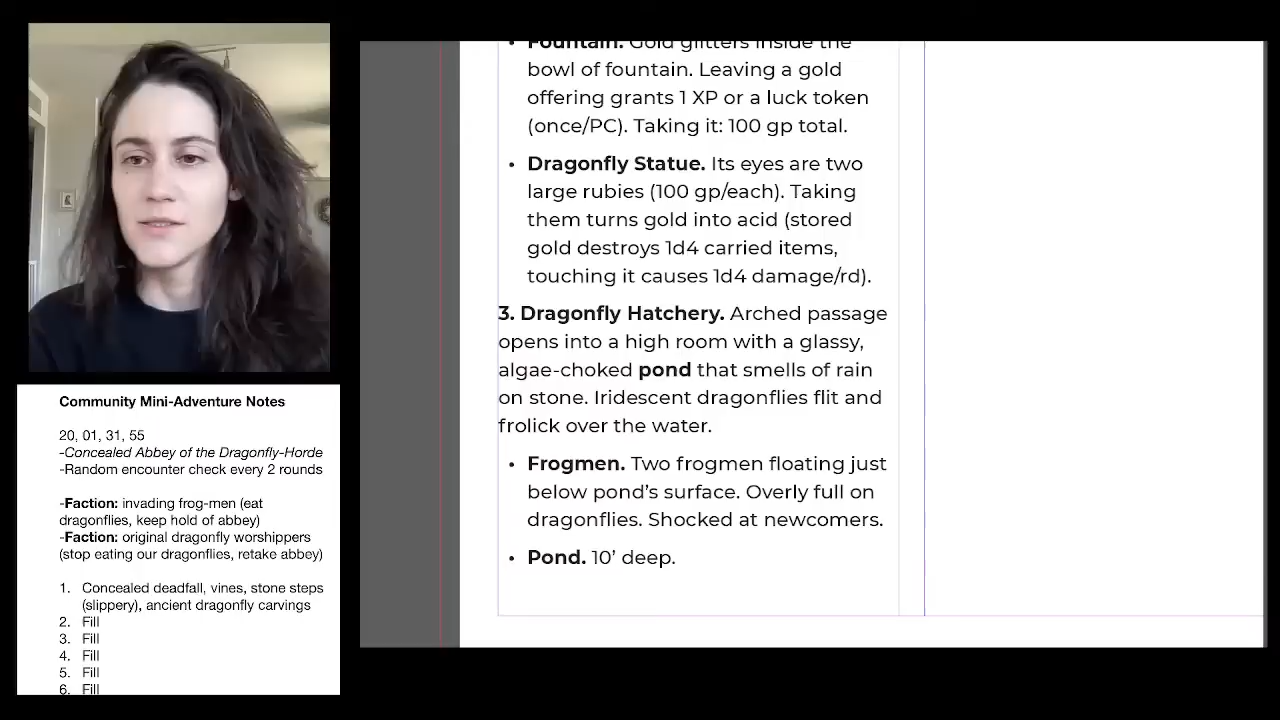 Fountain. Gold glitters inside the
bowl of fountain. Leaving a gold
offering grants 1 XP or a luck token
(once/PC). Taking it: 100 gp total.
• Dragonfly Statue. Its eyes are two
large rubies (100 gp/each). Taking
them turns gold into acid (stored
gold destroys 1d4 carried items,
touching it causes 1d4 damage/rd).
3. Dragonfly Hatchery. Arched passage
opens into a high room with a glassy,
algae-choked pond that smells of rain
on stone. Iridescent dragonflies flit and
frolick over the water.
• Frogmen. Two frogmen floating just
below pond’s surface. Overly full on
dragonflies. Shocked at newcomers.
• Pond. 10’ deep.
Community Mini-Adventure Notes
20, 01, 31, 55
-Concealed Abbey of the Dragonfly-Horde
-Random encounter check every 2 rounds
-Faction: invading frog-men (eat
dragonflies, keep hold of abbey)
-Faction: original dragonfly worshippers
(stop eating our dragonflies, retake abbey)
1. Concealed deadfall, vines, stone steps
(slippery), ancient dragonfly carvings
2. Fill
3. Fill
4. Fill
5. Fill
6. Fill